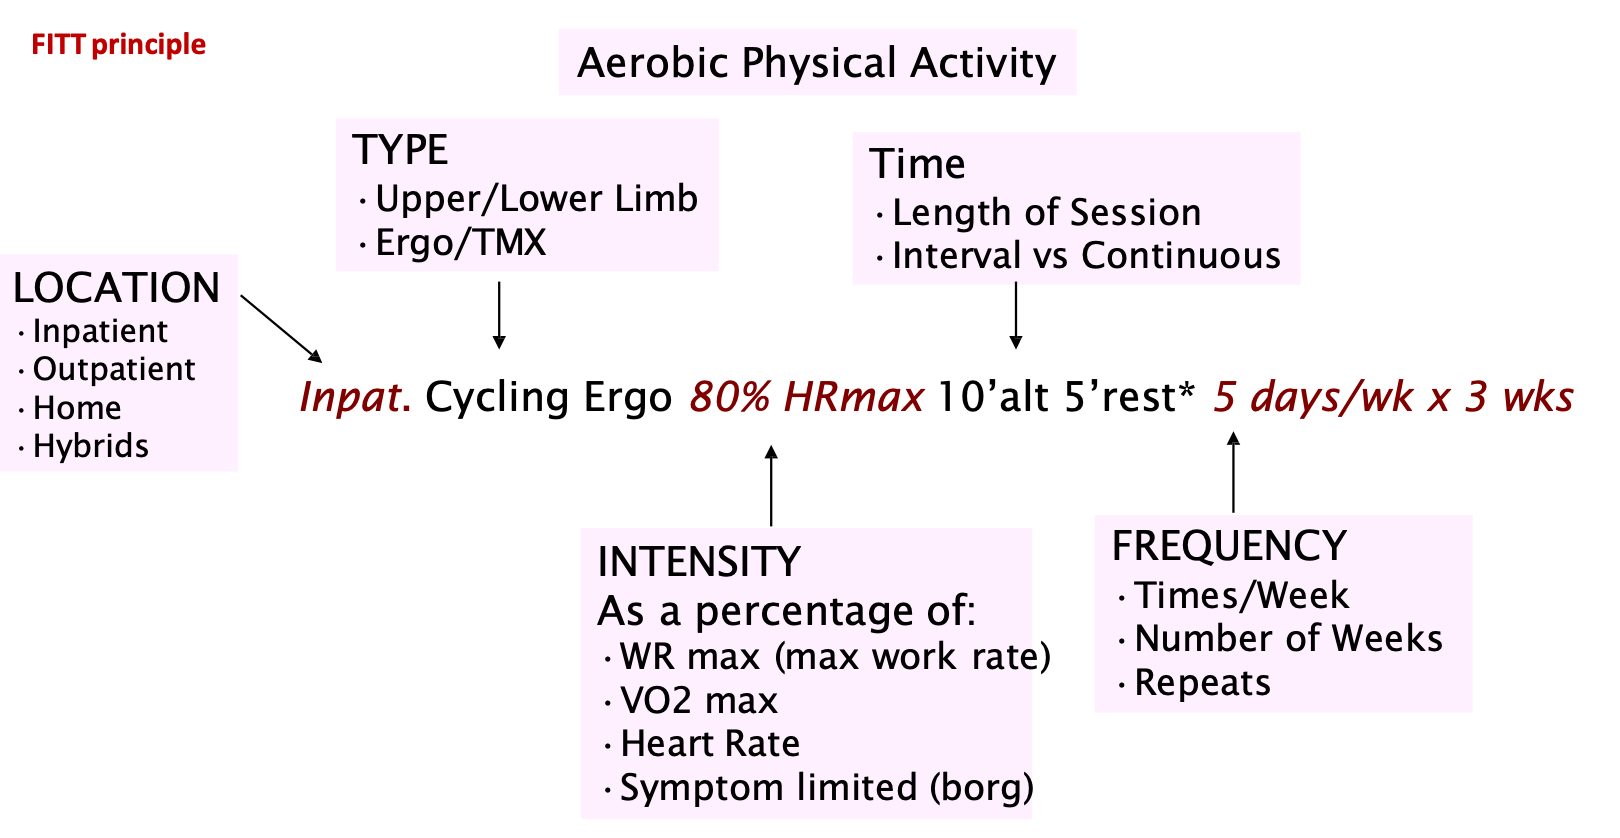 FITT principle
Aerobic Physical Activity
TYPE
· Upper/Lower Limb
· Ergo/TMX
Time
· Length of Session
· Interval vs Continuous
LOCATION
· Inpatient
· Outpatient
· Home
· Hybrids
Inpat. Cycling Ergo 80% HRmax 10’alt 5’rest* 5 days/wk x 3 wks
INTENSITY
As a percentage of:
· WR max (max work rate)
· VO2 max
· Heart Rate
· Symptom limited (borg)
FREQUENCY
· Times/Week
· Number of Weeks
· Repeats